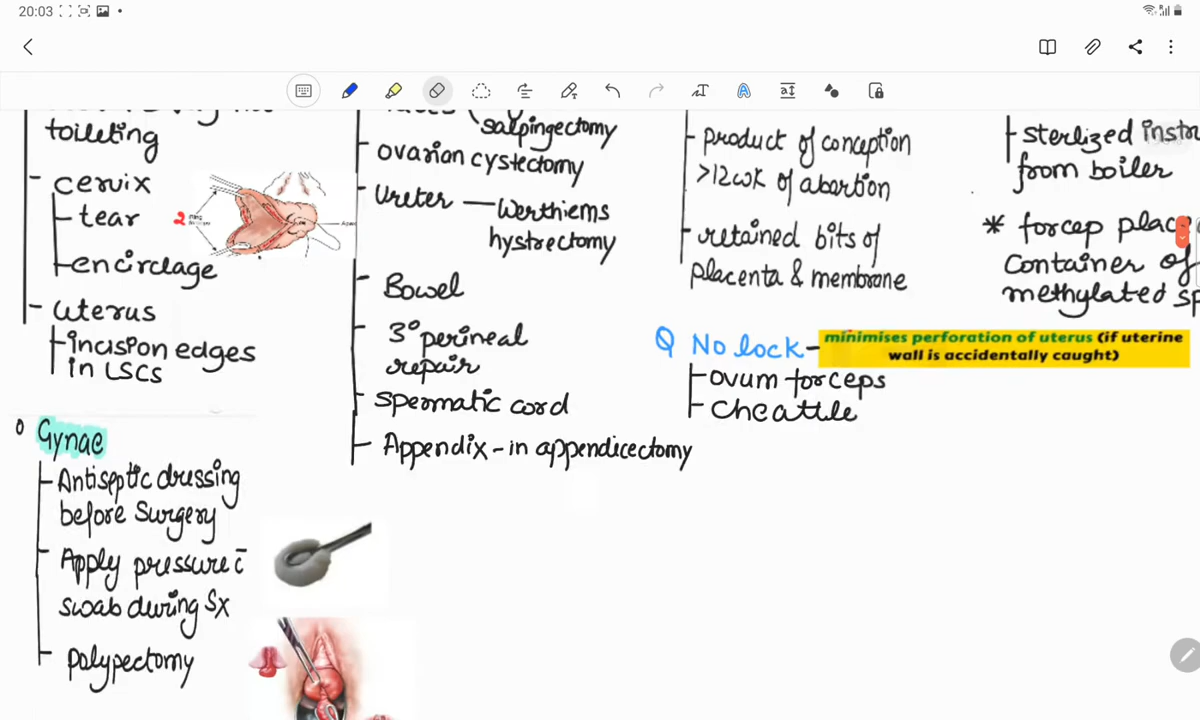 20:03
toileting
- cervix
tear
encirclage
- uterus
incision edges
in LSCS
Gynae
Antiseptic dressing
before Surgery
Apply pressure c̄
swab during Sx
polypectomy
2
salpingectomy
ovarian cystectomy
Ureter — Werthiems
hystrectomy
Bowel
3° perineal
repair
spermatic cord
Appendix - in appendicectomy
product of conception
>12wk of abortion
retained bits of
placenta & membrane
Q No lock -
minimises perforation of uterus (if uterine
wall is accidentally caught)
ovum forceps
Cheattle
sterlized instr
from boiler
* forcep plac
container of
methylated sp